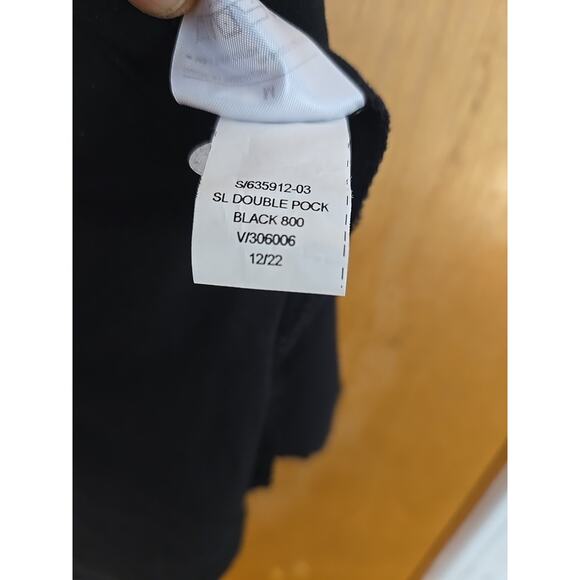 S/635912-03
SL DOUBLE POCK
BLACK 800
V/306006
12/22